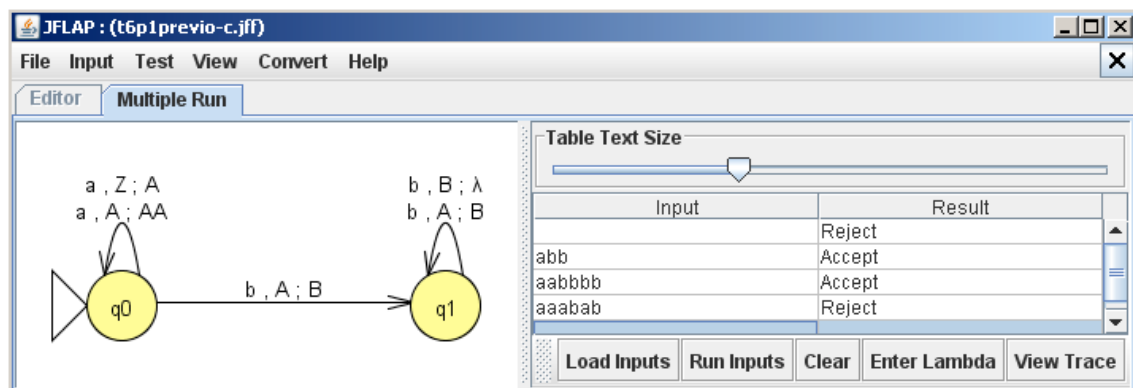 JFLAP : (t6p1previo-c.jff)
File Input Test View Convert Help
Editor Multiple Run
a , Z ; A
a , A ; AA
b , B ; λ
b , A ; B
b , A ; B
q0
q1
Table Text Size
Input Result
Reject
abb Accept
aabbbb Accept
aaabab Reject
Load Inputs Run Inputs Clear Enter Lambda View Trace